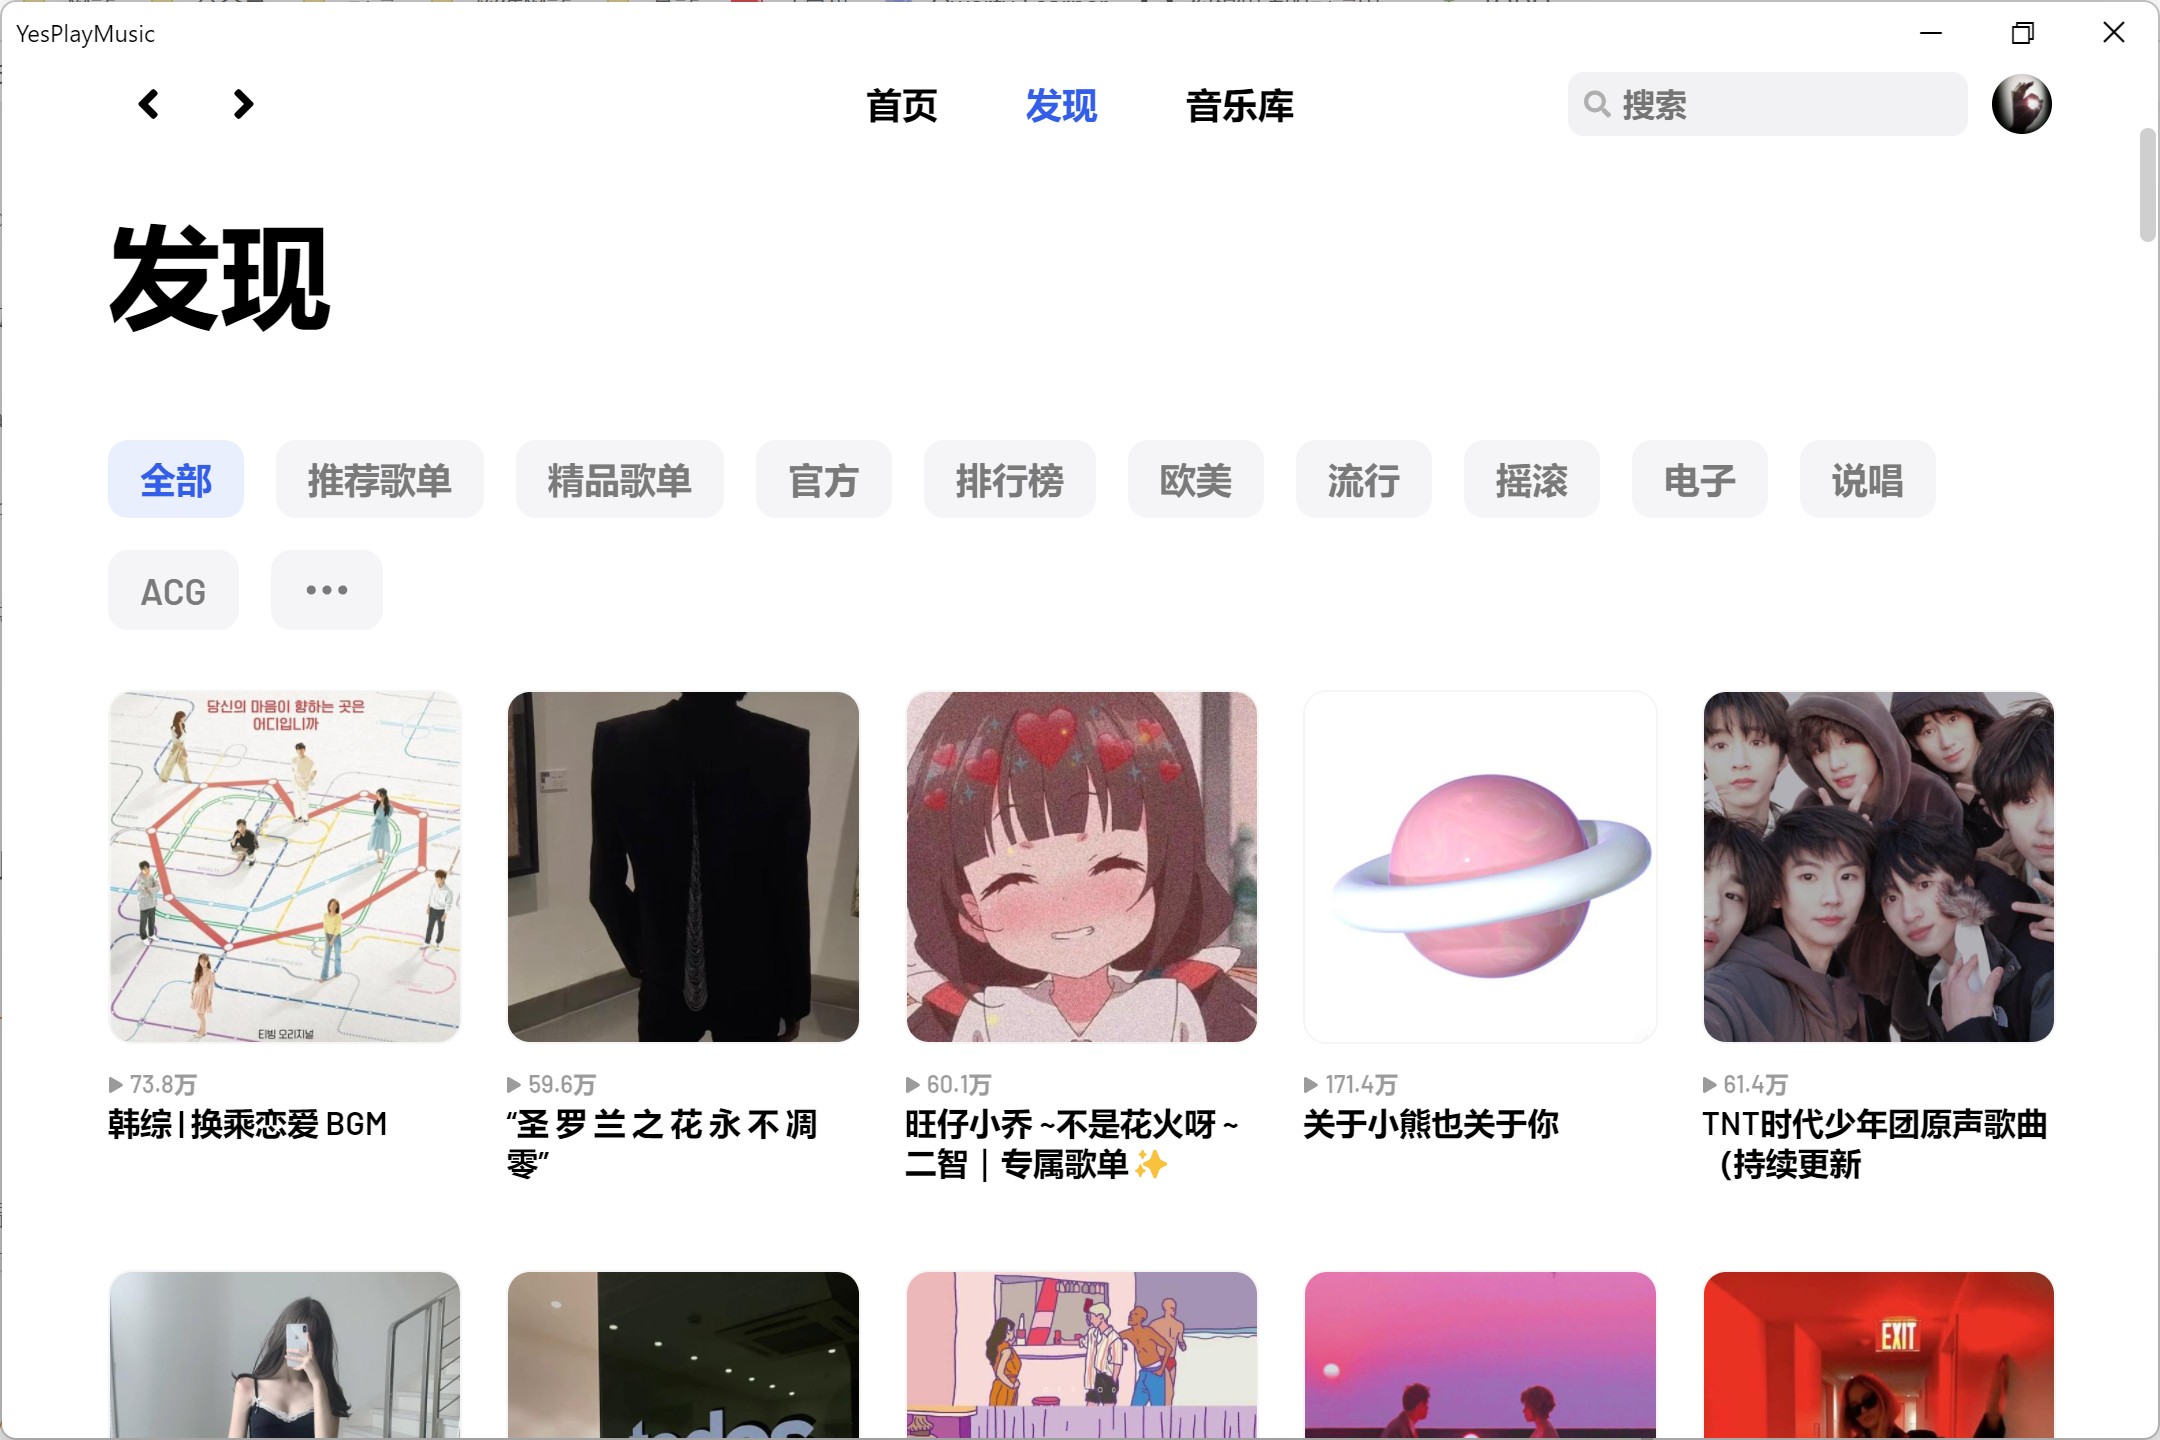 YesPlayMusic
首页
发现
音乐库
搜索
发现
全部
推荐歌单
精品歌单
官方
排行榜
欧美
流行
摇滚
电子
说唱
ACG
당신의 마음이 향하는 곳은
어디입니까
티빙 오리지널
73.8万
韩综 | 换乘恋爱 BGM
59.6万
“圣 罗 兰 之 花 永 不 凋
零”
60.1万
旺仔小乔 ~不是花火呀 ~
二智｜专属歌单✨
171.4万
关于小熊也关于你
61.4万
TNT时代少年团原声歌曲
（持续更新
EXIT